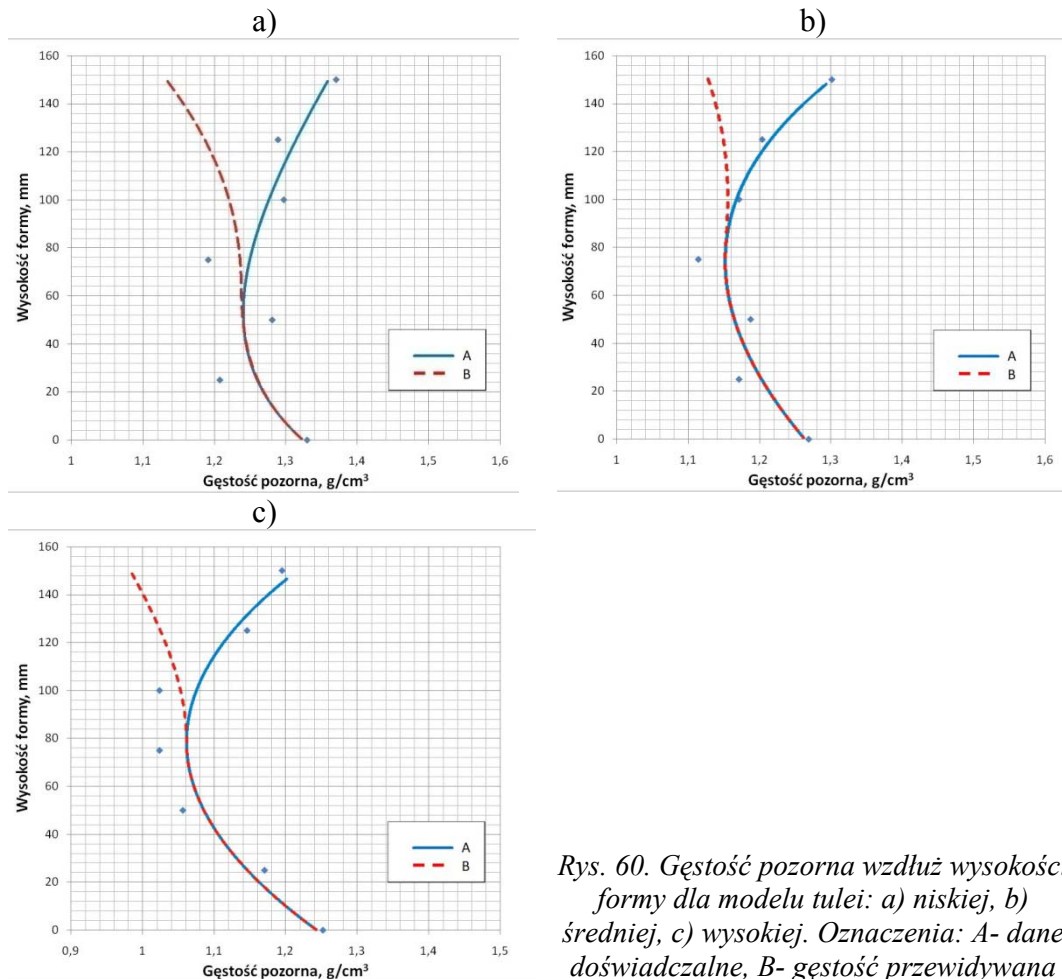 a)
160
140
120
100
80
60
40
20
0
1 1,1 1,2 1,3 1,4 1,5 1,6
Wysokość formy, mm
Gęstość pozorna, g/cm³
A
B
b)
160
140
120
100
80
60
40
20
0
1 1,1 1,2 1,3 1,4 1,5 1,6
Wysokość formy, mm
Gęstość pozorna, g/cm³
A
B
c)
160
140
120
100
80
60
40
20
0
0,9 1 1,1 1,2 1,3 1,4 1,5
Wysokość formy, mm
Gęstość pozorna, g/cm³
A
B
Rys. 60. Gęstość pozorna wzdłuż wysokośc
formy dla modelu tulei: a) niskiej, b)
średniej, c) wysokiej. Oznaczenia: A- dane
doświadczalne, B- gęstość przewidywana